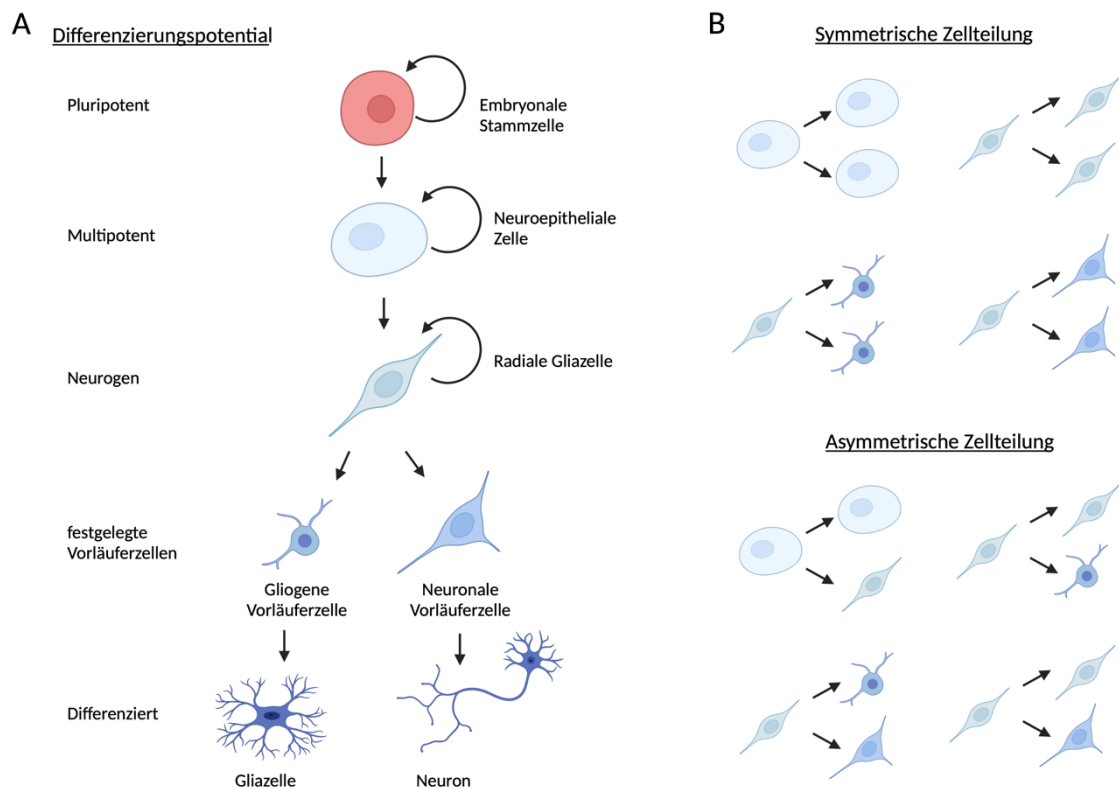 A
Differenzierungspotential
Pluripotent
Embryonale
Stammzelle
Multipotent
Neuroepitheliale
Zelle
Neurogen
Radiale Gliazelle
festgelegte
Vorläuferzellen
Gliogene
Vorläuferzelle
Neuronale
Vorläuferzelle
Differenziert
Gliazelle
Neuron
B
Symmetrische Zellteilung
Asymmetrische Zellteilung